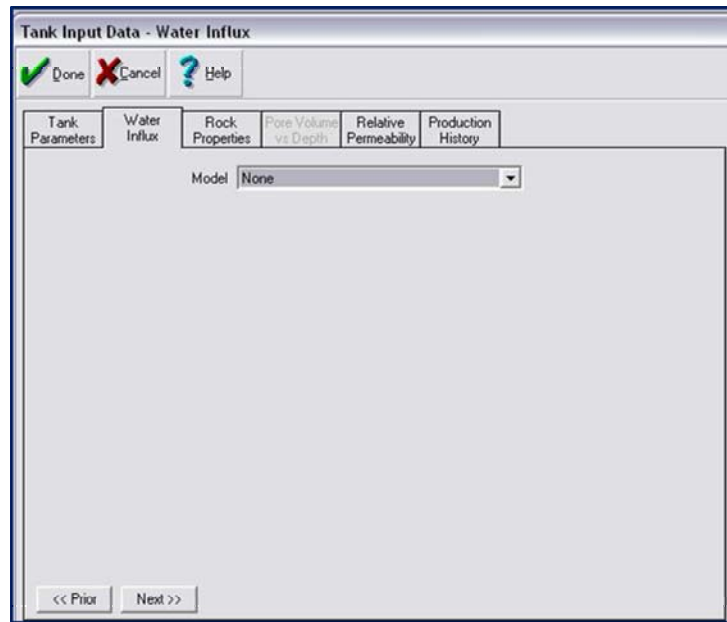 Tank Input Data - Water Influx
Done Cancel Help
Tank Parameters
Water Influx
Rock Properties
Pore Volume vs Depth
Relative Permeability
Production History
Model None
<< Prior Next >>